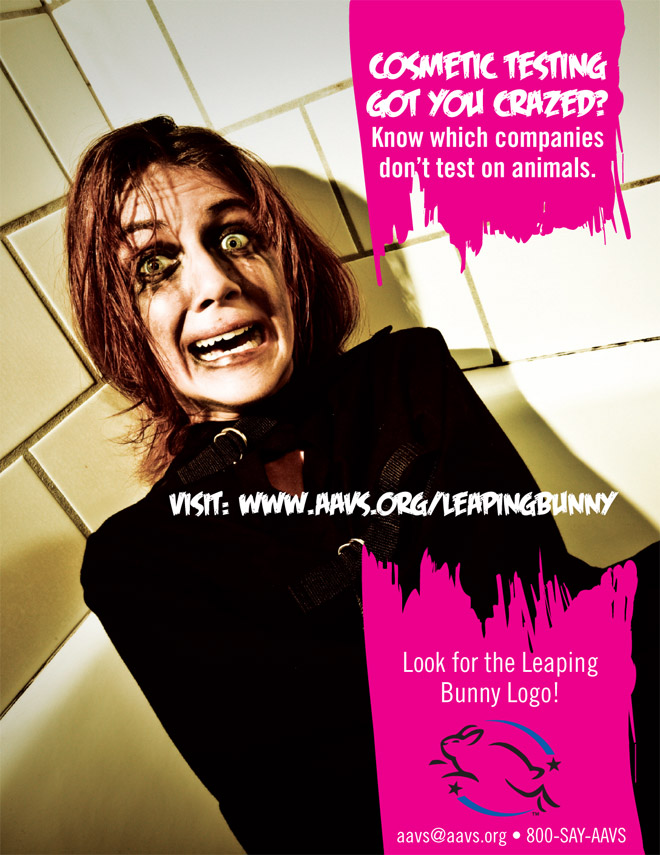 COSMETIC TESTING
GOT YOU CRAZED?
Know which companies
don't test on animals.
VISIT: WWW.AAVS.ORG/LEAPINGBUNNY
Look for the Leaping
Bunny Logo!
TM
aavs@aavs.org • 800-SAY-AAVS